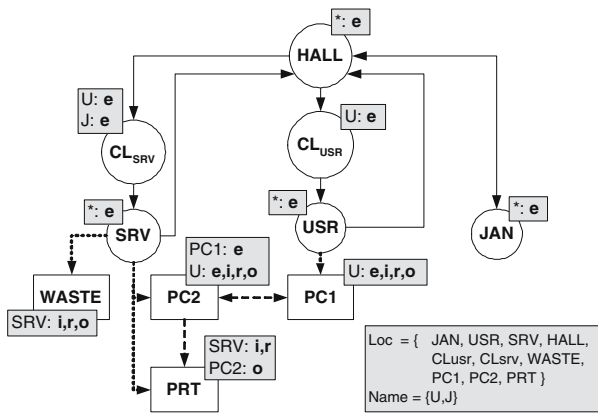 *: e
HALL
U: e
J: e
CLSRV
U: e
CLUSR
*: e
SRV
*: e
USR
*: e
JAN
PC1: e
U: e,i,r,o
U: e,i,r,o
WASTE
PC2
PC1
SRV: i,r,o
SRV: i,r
PC2: o
PRT
Loc = { JAN, USR, SRV, HALL,
CLusr, CLsrv, WASTE,
PC1, PC2, PRT }
Name = {U,J}